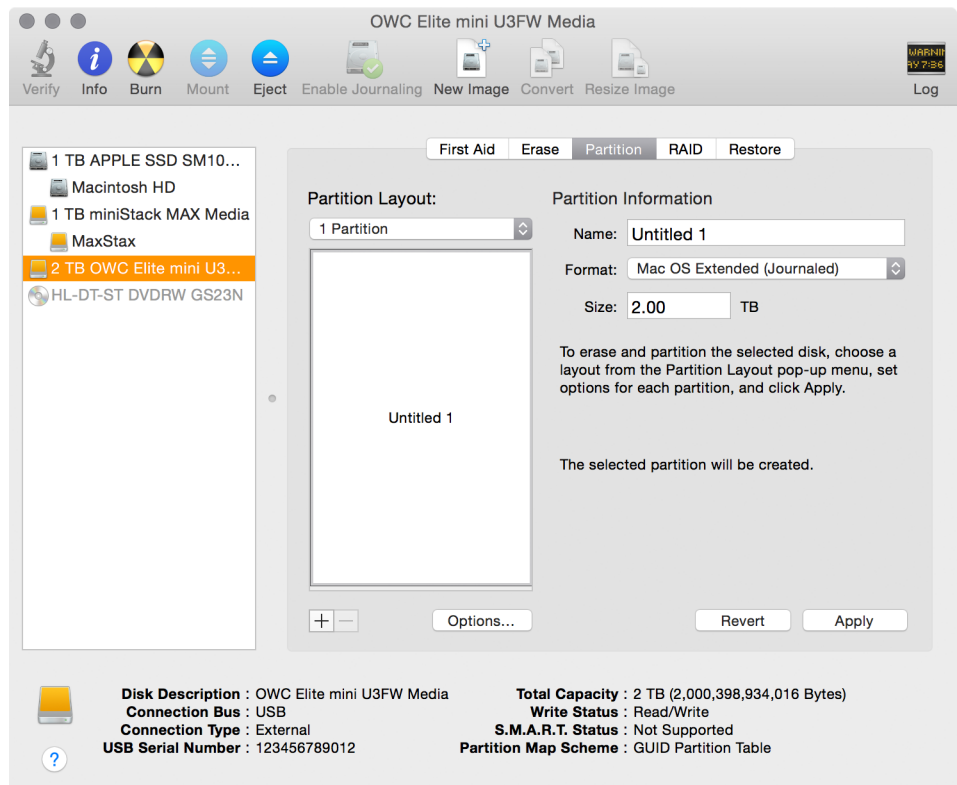 OWC Elite mini U3FW Media
Verify Info Burn Mount Eject Enable Journaling New Image Convert Resize Image Log
WARNIN
AY 7:36
1 TB APPLE SSD SM10...
Macintosh HD
1 TB miniStack MAX Media
MaxStax
2 TB OWC Elite mini U3...
HL-DT-ST DVDRW GS23N
First Aid Erase Partition RAID Restore
Partition Layout:
1 Partition
Untitled 1
+ −
Options...
Partition Information
Name: Untitled 1
Format: Mac OS Extended (Journaled)
Size: 2.00 TB
To erase and partition the selected disk, choose a
layout from the Partition Layout pop-up menu, set
options for each partition, and click Apply.
The selected partition will be created.
Revert Apply
Disk Description : OWC Elite mini U3FW Media
Connection Bus : USB
Connection Type : External
USB Serial Number : 123456789012
Total Capacity : 2 TB (2,000,398,934,016 Bytes)
Write Status : Read/Write
S.M.A.R.T. Status : Not Supported
Partition Map Scheme : GUID Partition Table
?